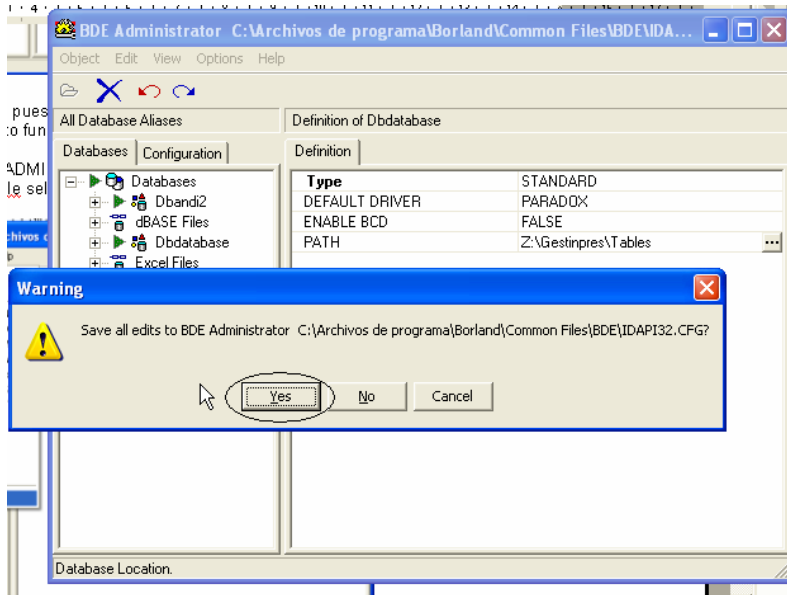 BDE Administrator C:\Archivos de programa\Borland\Common Files\BDE\IDA...
Object Edit View Options Help
All Database Aliases
Definition of Dbdatabase
Databases Configuration
Definition
Databases
Dbandi2
dBASE Files
Dbdatabase
Excel Files
Type STANDARD
DEFAULT DRIVER PARADOX
ENABLE BCD FALSE
PATH Z:\Gestinpres\Tables ...
Warning
Save all edits to BDE Administrator C:\Archivos de programa\Borland\Common Files\BDE\IDAPI32.CFG?
Yes No Cancel
Database Location.
pues
to fun
ADMI
le sel
chivos